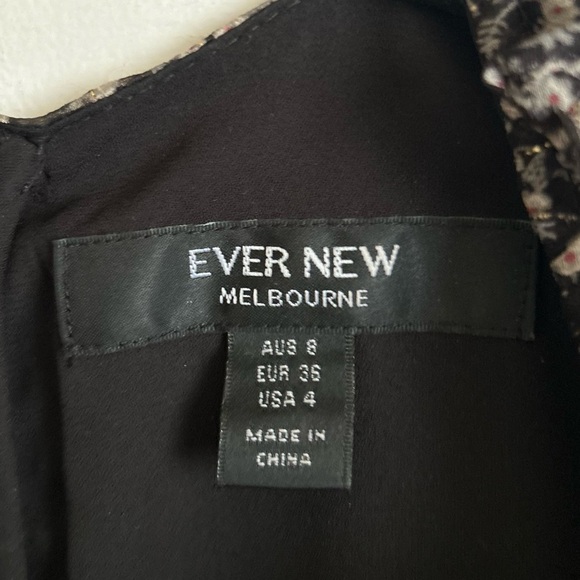 EVER NEW
MELBOURNE
AUS 8
EUR 36
USA 4
MADE IN
CHINA